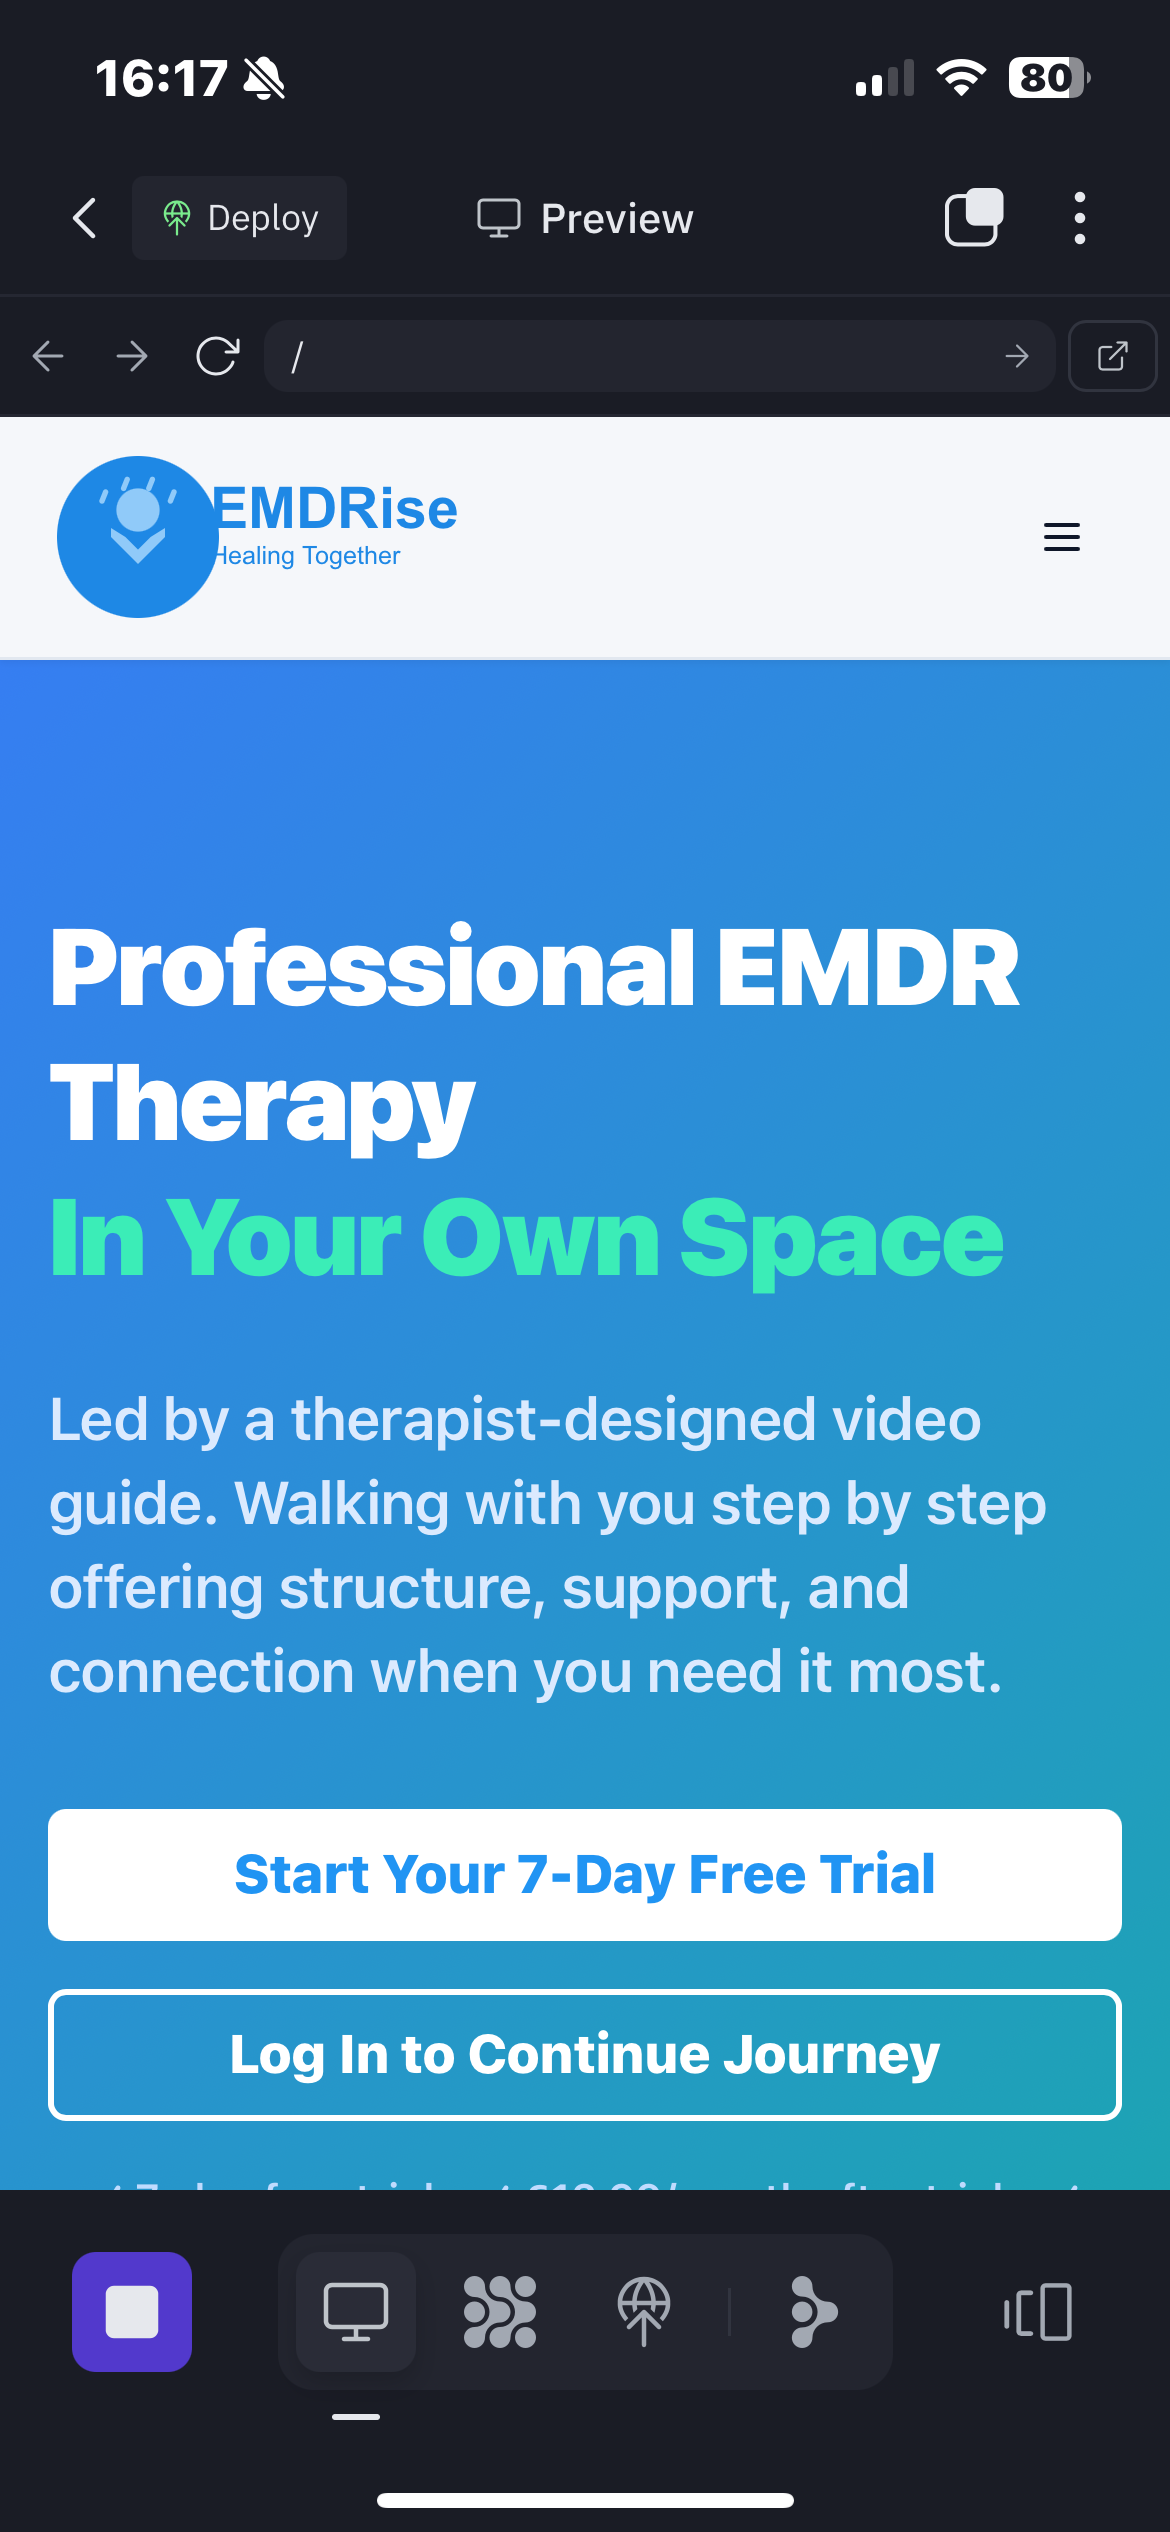 16:17
80
Deploy
Preview
/
EMDRise
Healing Together
Professional EMDR
Therapy
In Your Own Space
Led by a therapist-designed video
guide. Walking with you step by step
offering structure, support, and
connection when you need it most.
Start Your 7-Day Free Trial
Log In to Continue Journey